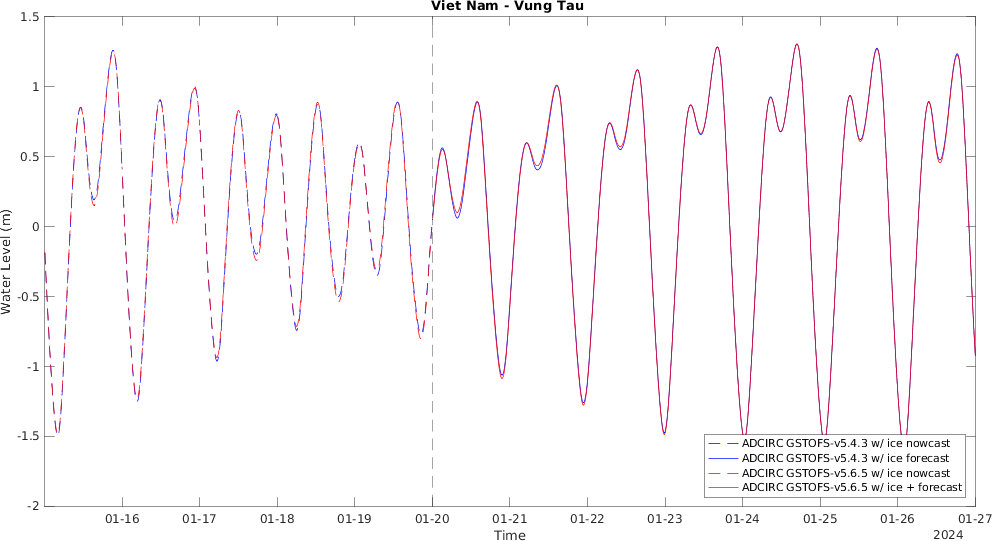 Viet Nam - Vung Tau
1.5
1
0.5
0
-0.5
-1
-1.5
-2
Water Level (m)
ADCIRC GSTOFS-v5.4.3 w/ ice nowcast
ADCIRC GSTOFS-v5.4.3 w/ ice forecast
ADCIRC GSTOFS-v5.6.5 w/ ice nowcast
ADCIRC GSTOFS-v5.6.5 w/ ice + forecast
01-16 01-17 01-18 01-19 01-20 01-21 01-22 01-23 01-24 01-25 01-26 01-27
Time
2024